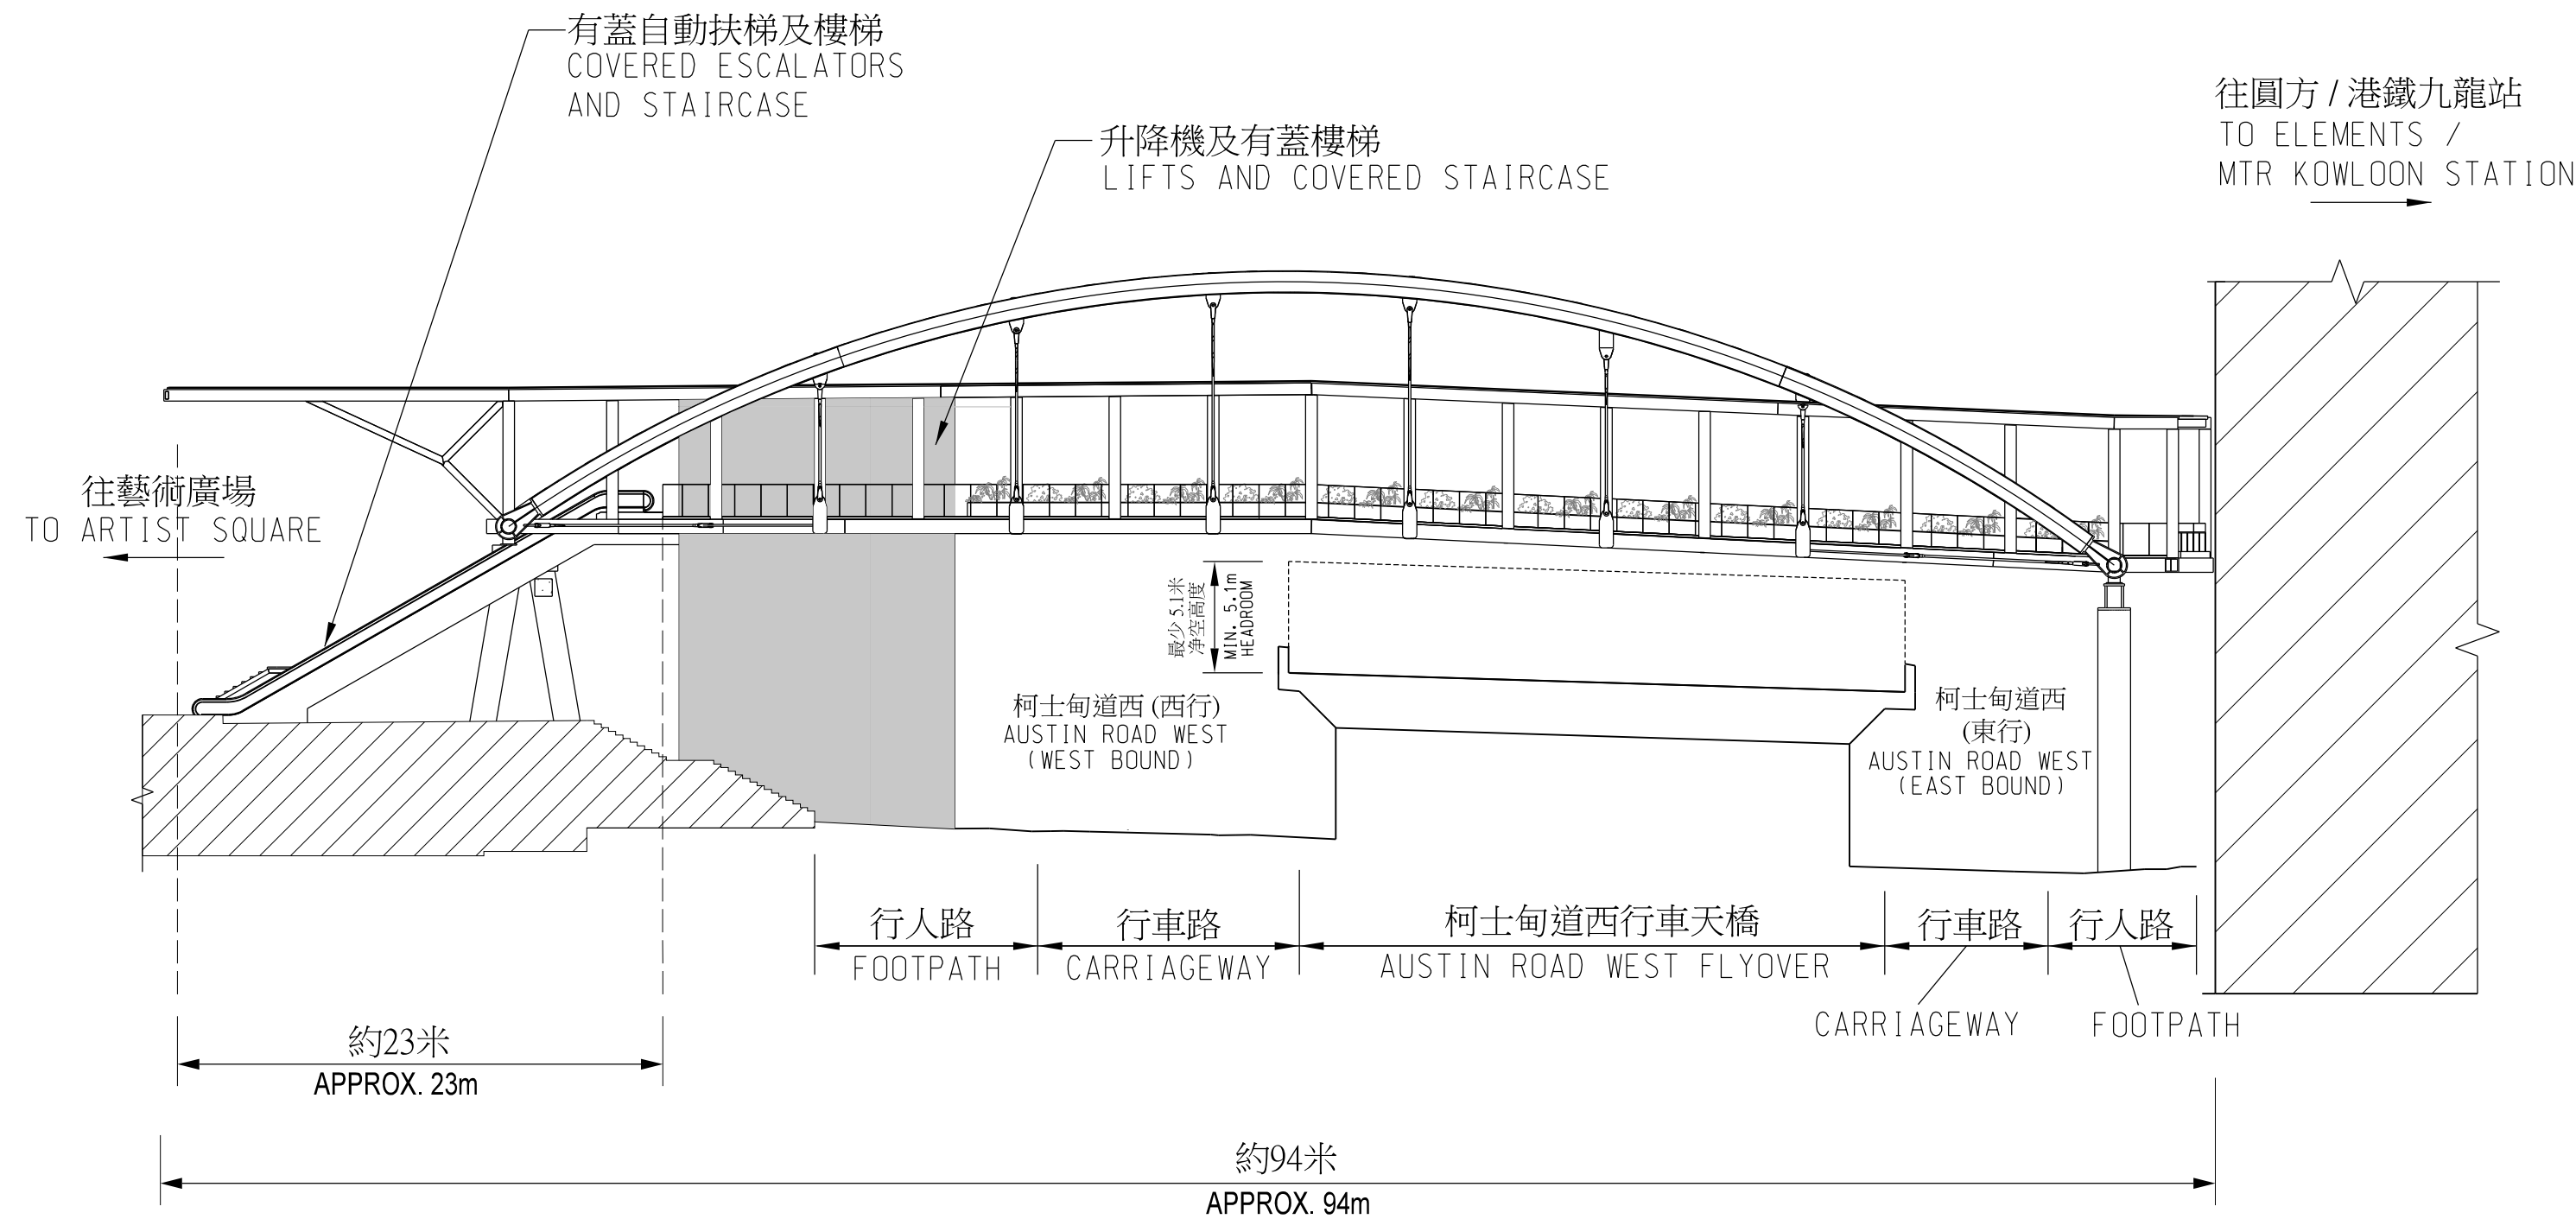 有蓋自動扶梯及樓梯
COVERED ESCALATORS
AND STAIRCASE
升降機及有蓋樓梯
LIFTS AND COVERED STAIRCASE
往圓方 / 港鐵九龍站
TO ELEMENTS /
MTR KOWLOON STATION
往藝術廣場
TO ARTIST SQUARE
最少 5.1米
淨空高度
MIN. 5.1m
HEADROOM
柯士甸道西 (西行)
AUSTIN ROAD WEST
(WEST BOUND)
柯士甸道西
(東行)
AUSTIN ROAD WEST
(EAST BOUND)
行人路
FOOTPATH
行車路
CARRIAGEWAY
柯士甸道西行車天橋
AUSTIN ROAD WEST FLYOVER
行車路
CARRIAGEWAY
行人路
FOOTPATH
約23米
APPROX. 23m
約94米
APPROX. 94m